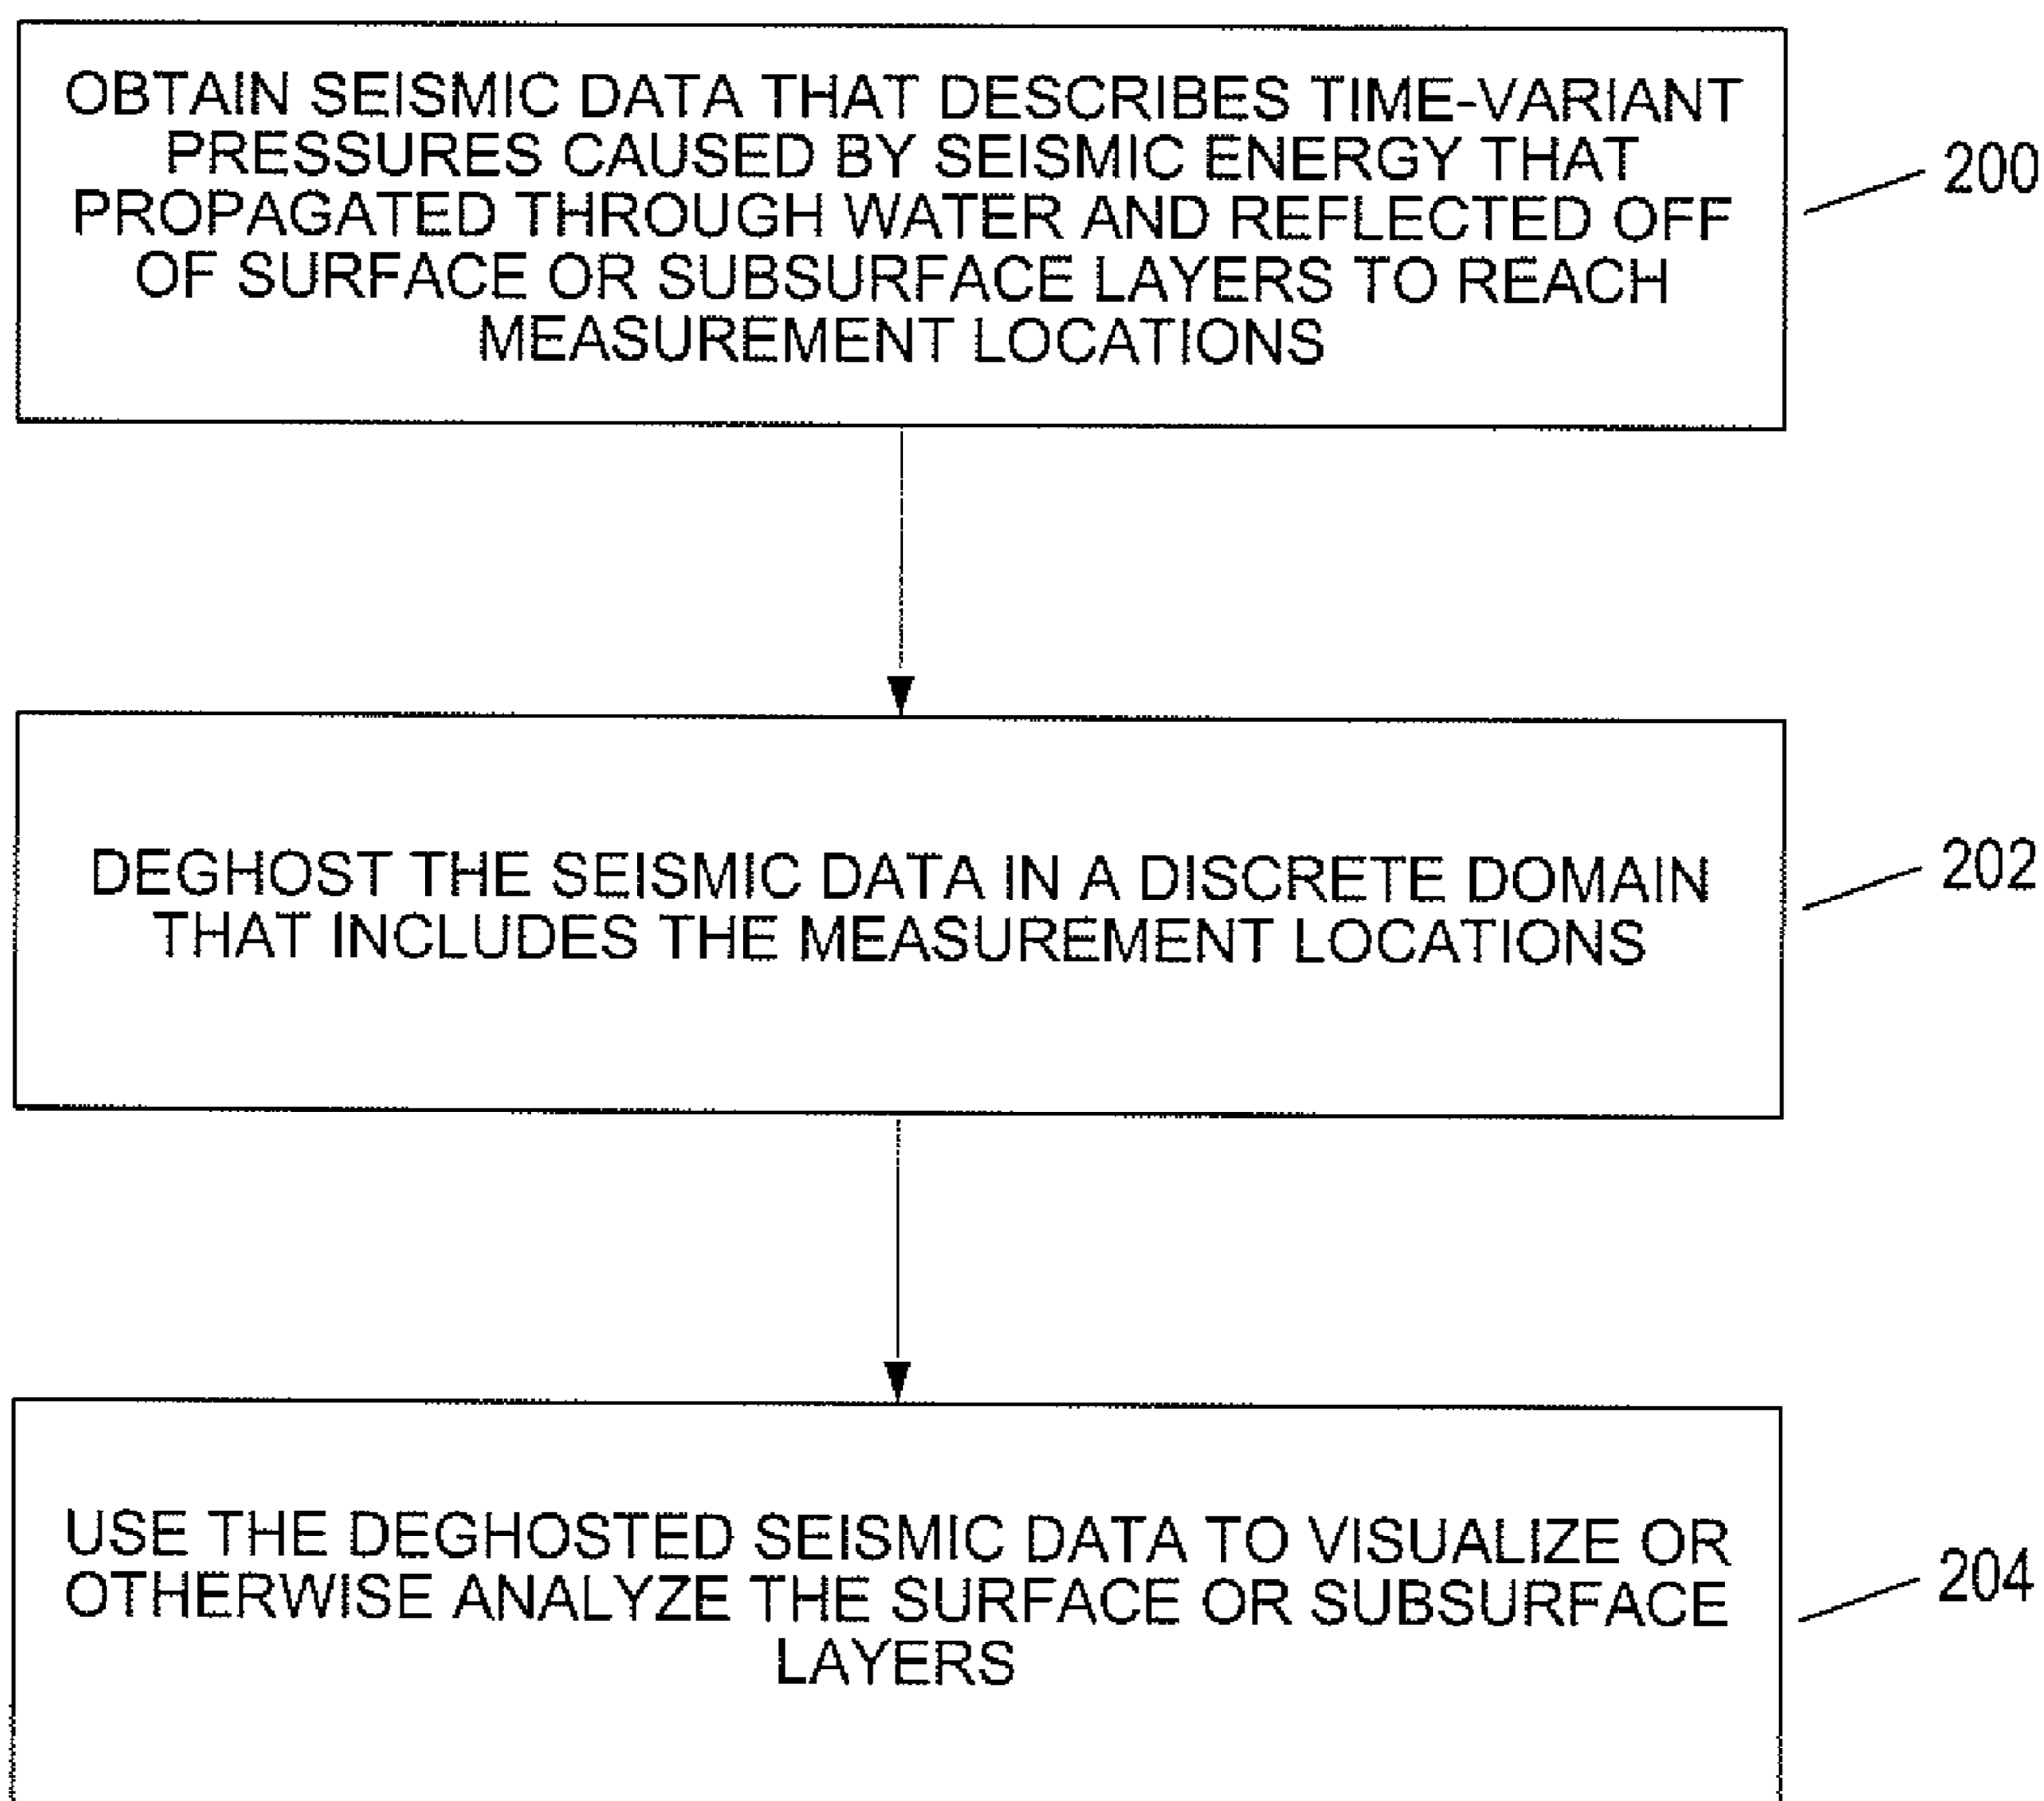 OBTAIN SEISMIC DATA THAT DESCRIBES TIME-VARIANT
PRESSURES CAUSED BY SEISMIC ENERGY THAT
PROPAGATED THROUGH WATER AND REFLECTED OFF
OF SURFACE OR SUBSURFACE LAYERS TO REACH
MEASUREMENT LOCATIONS
200
DEGHOST THE SEISMIC DATA IN A DISCRETE DOMAIN
THAT INCLUDES THE MEASUREMENT LOCATIONS
202
USE THE DEGHOSTED SEISMIC DATA TO VISUALIZE OR
OTHERWISE ANALYZE THE SURFACE OR SUBSURFACE
LAYERS
204